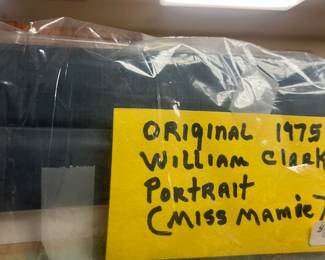 ORIGINAL 1975
WILLIAM Clark
PORTRAIT
(MISS MAMIE